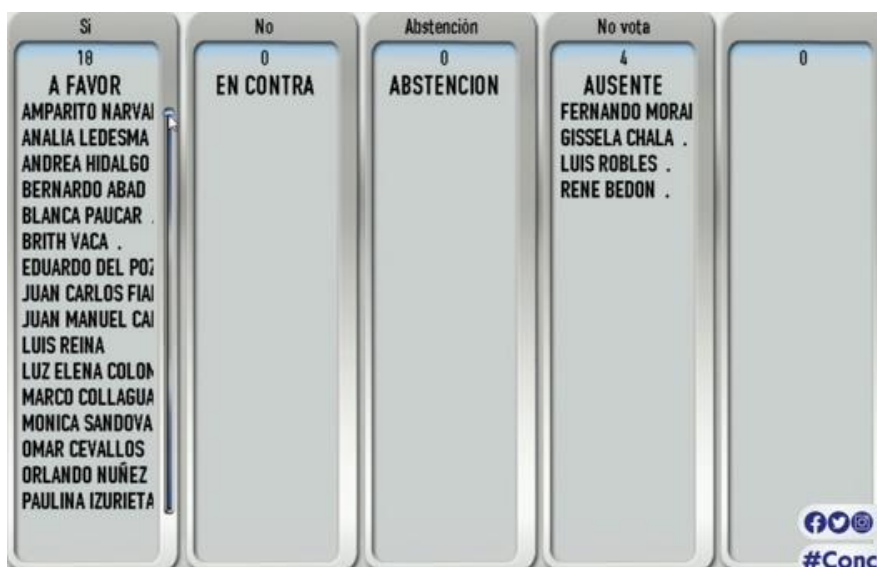 Si
18
A FAVOR
AMPARITO NARVAI
ANALIA LEDESMA
ANDREA HIDALGO
BERNARDO ABAD
BLANCA PAUCAR .
BRITH VACA .
EDUARDO DEL POZ
JUAN CARLOS FIAI
JUAN MANUEL CAI
LUIS REINA
LUZ ELENA COLOM
MARCO COLLAGUA
MONICA SANDOVA
OMAR CEVALLOS
ORLANDO NUÑEZ
PAULINA IZURIETA
No
0
EN CONTRA
Abstención
0
ABSTENCION
No vota
4
AUSENTE
FERNANDO MORAI
GISSELA CHALA .
LUIS ROBLES .
RENE BEDON .
0
#Conc